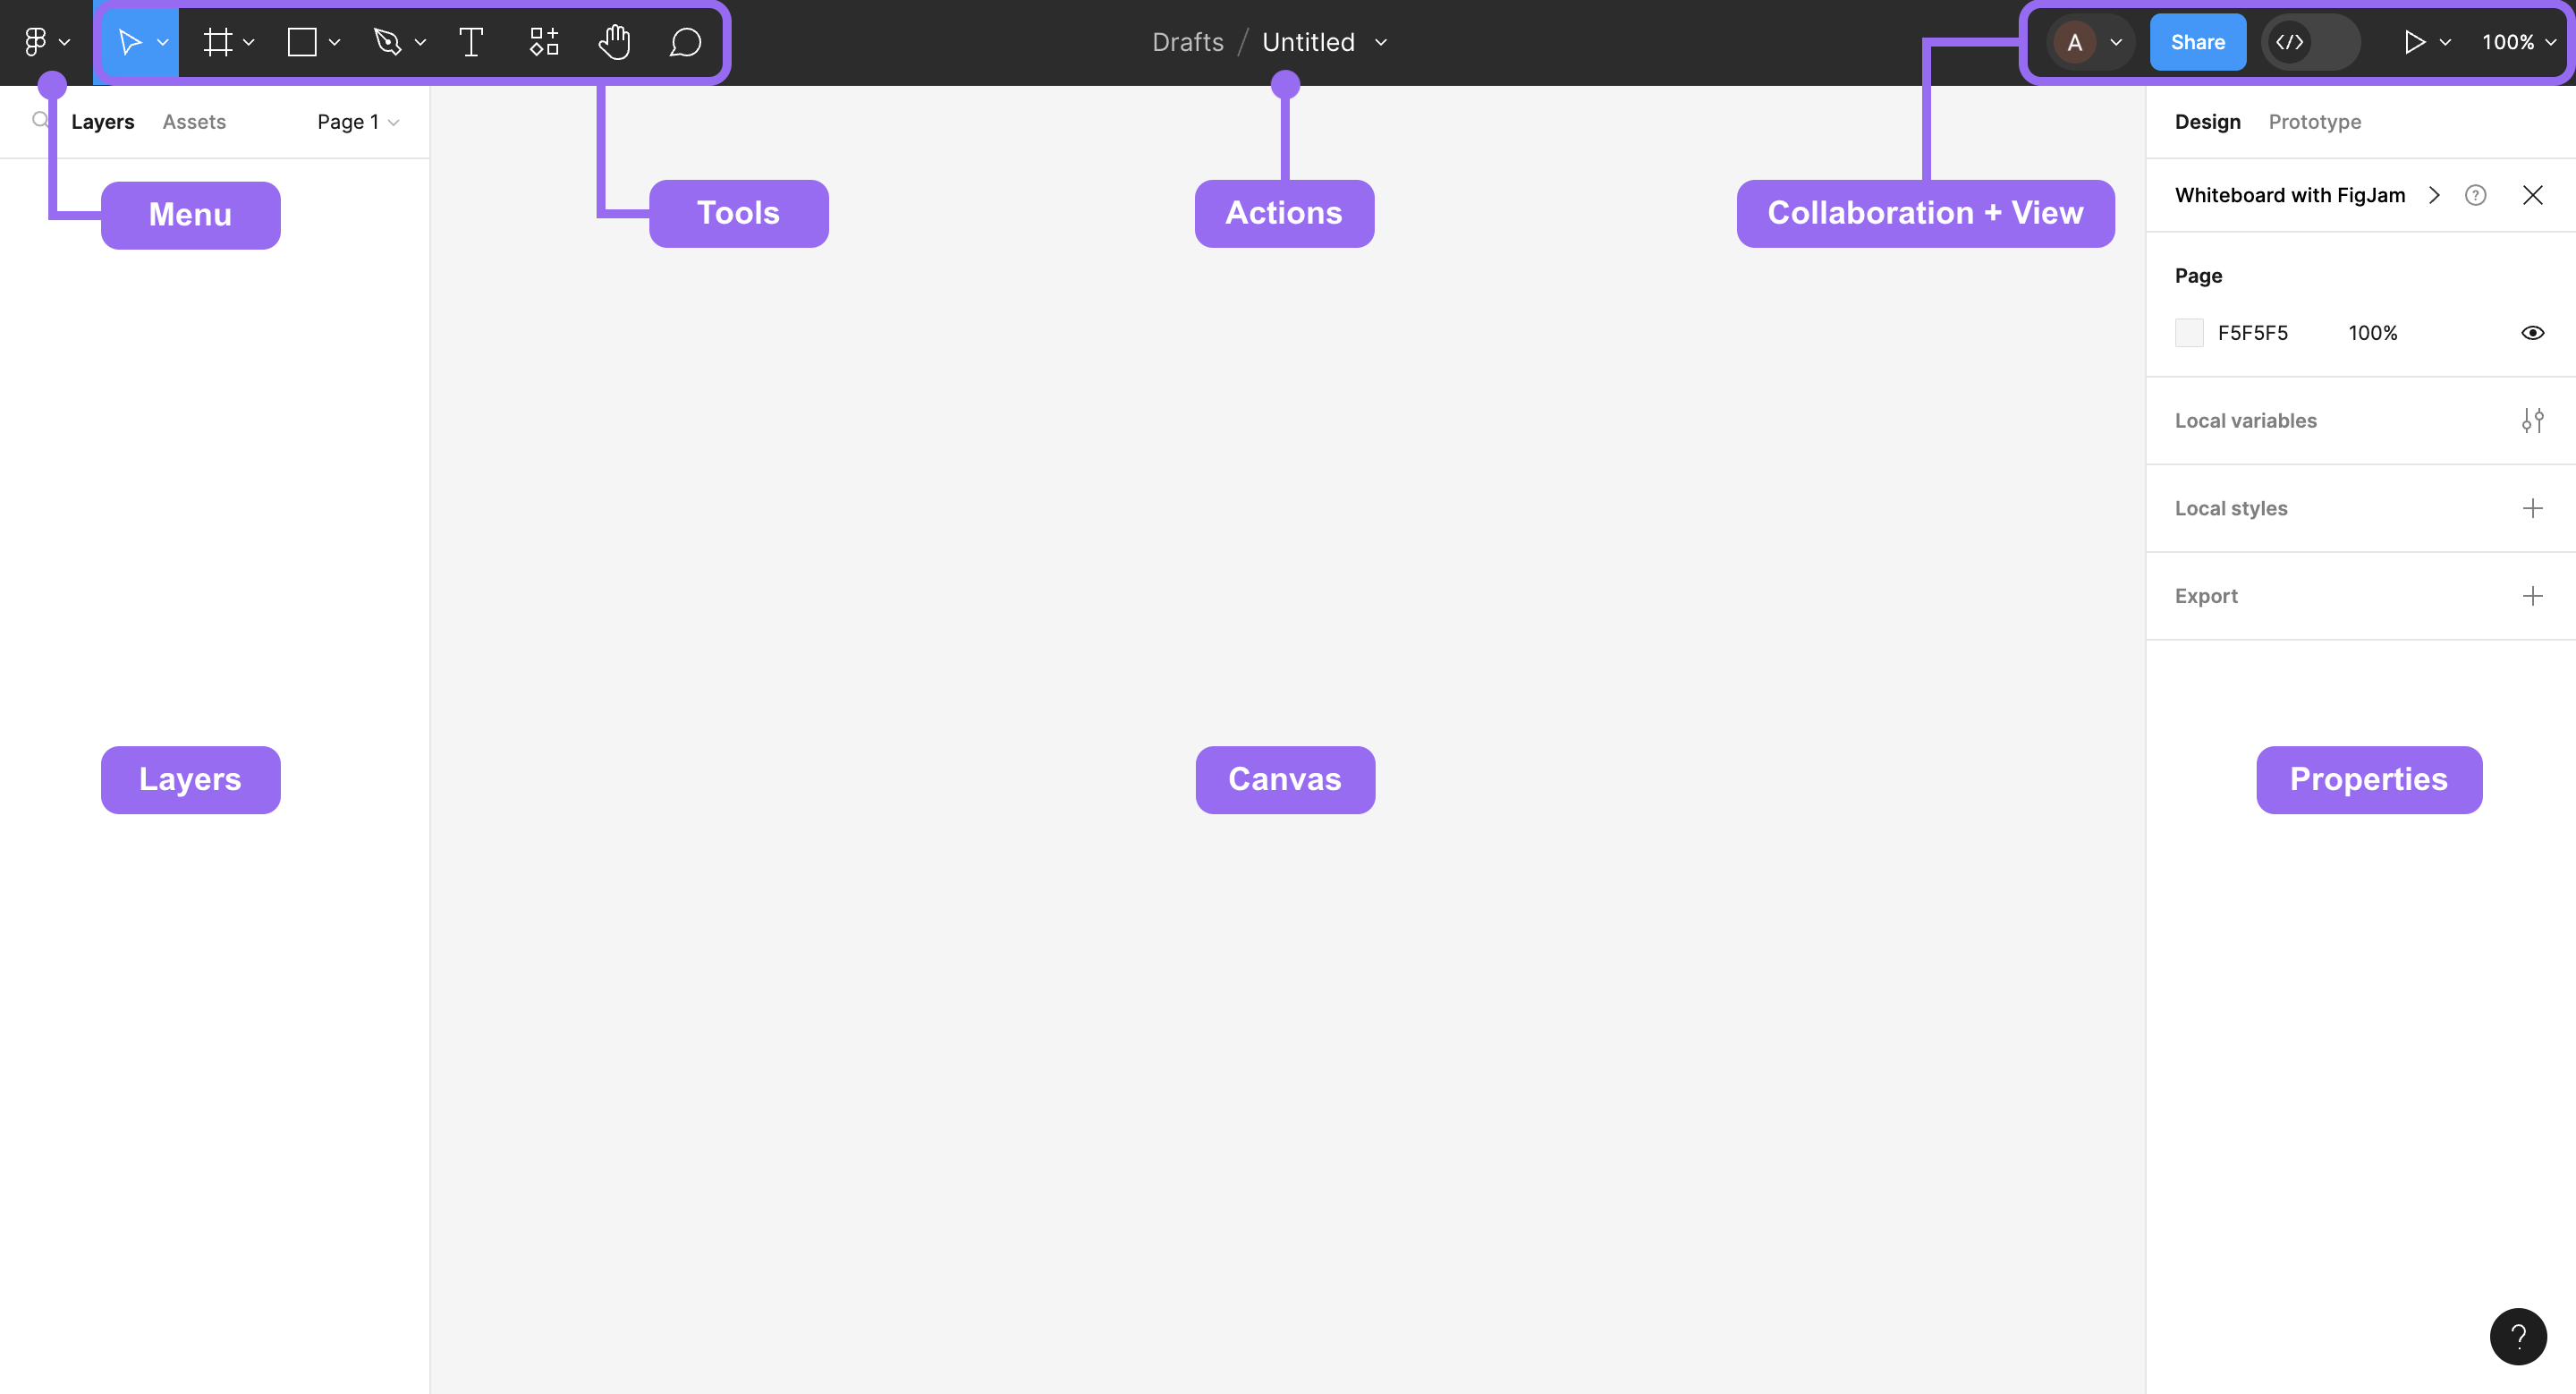 Drafts / Untitled
A
Share
100%
Layers Assets Page 1
Design Prototype
Menu
Tools
Actions
Collaboration + View
Whiteboard with FigJam
?
Page
F5F5F5 100%
Local variables
Local styles
Export
Layers
Canvas
Properties
?